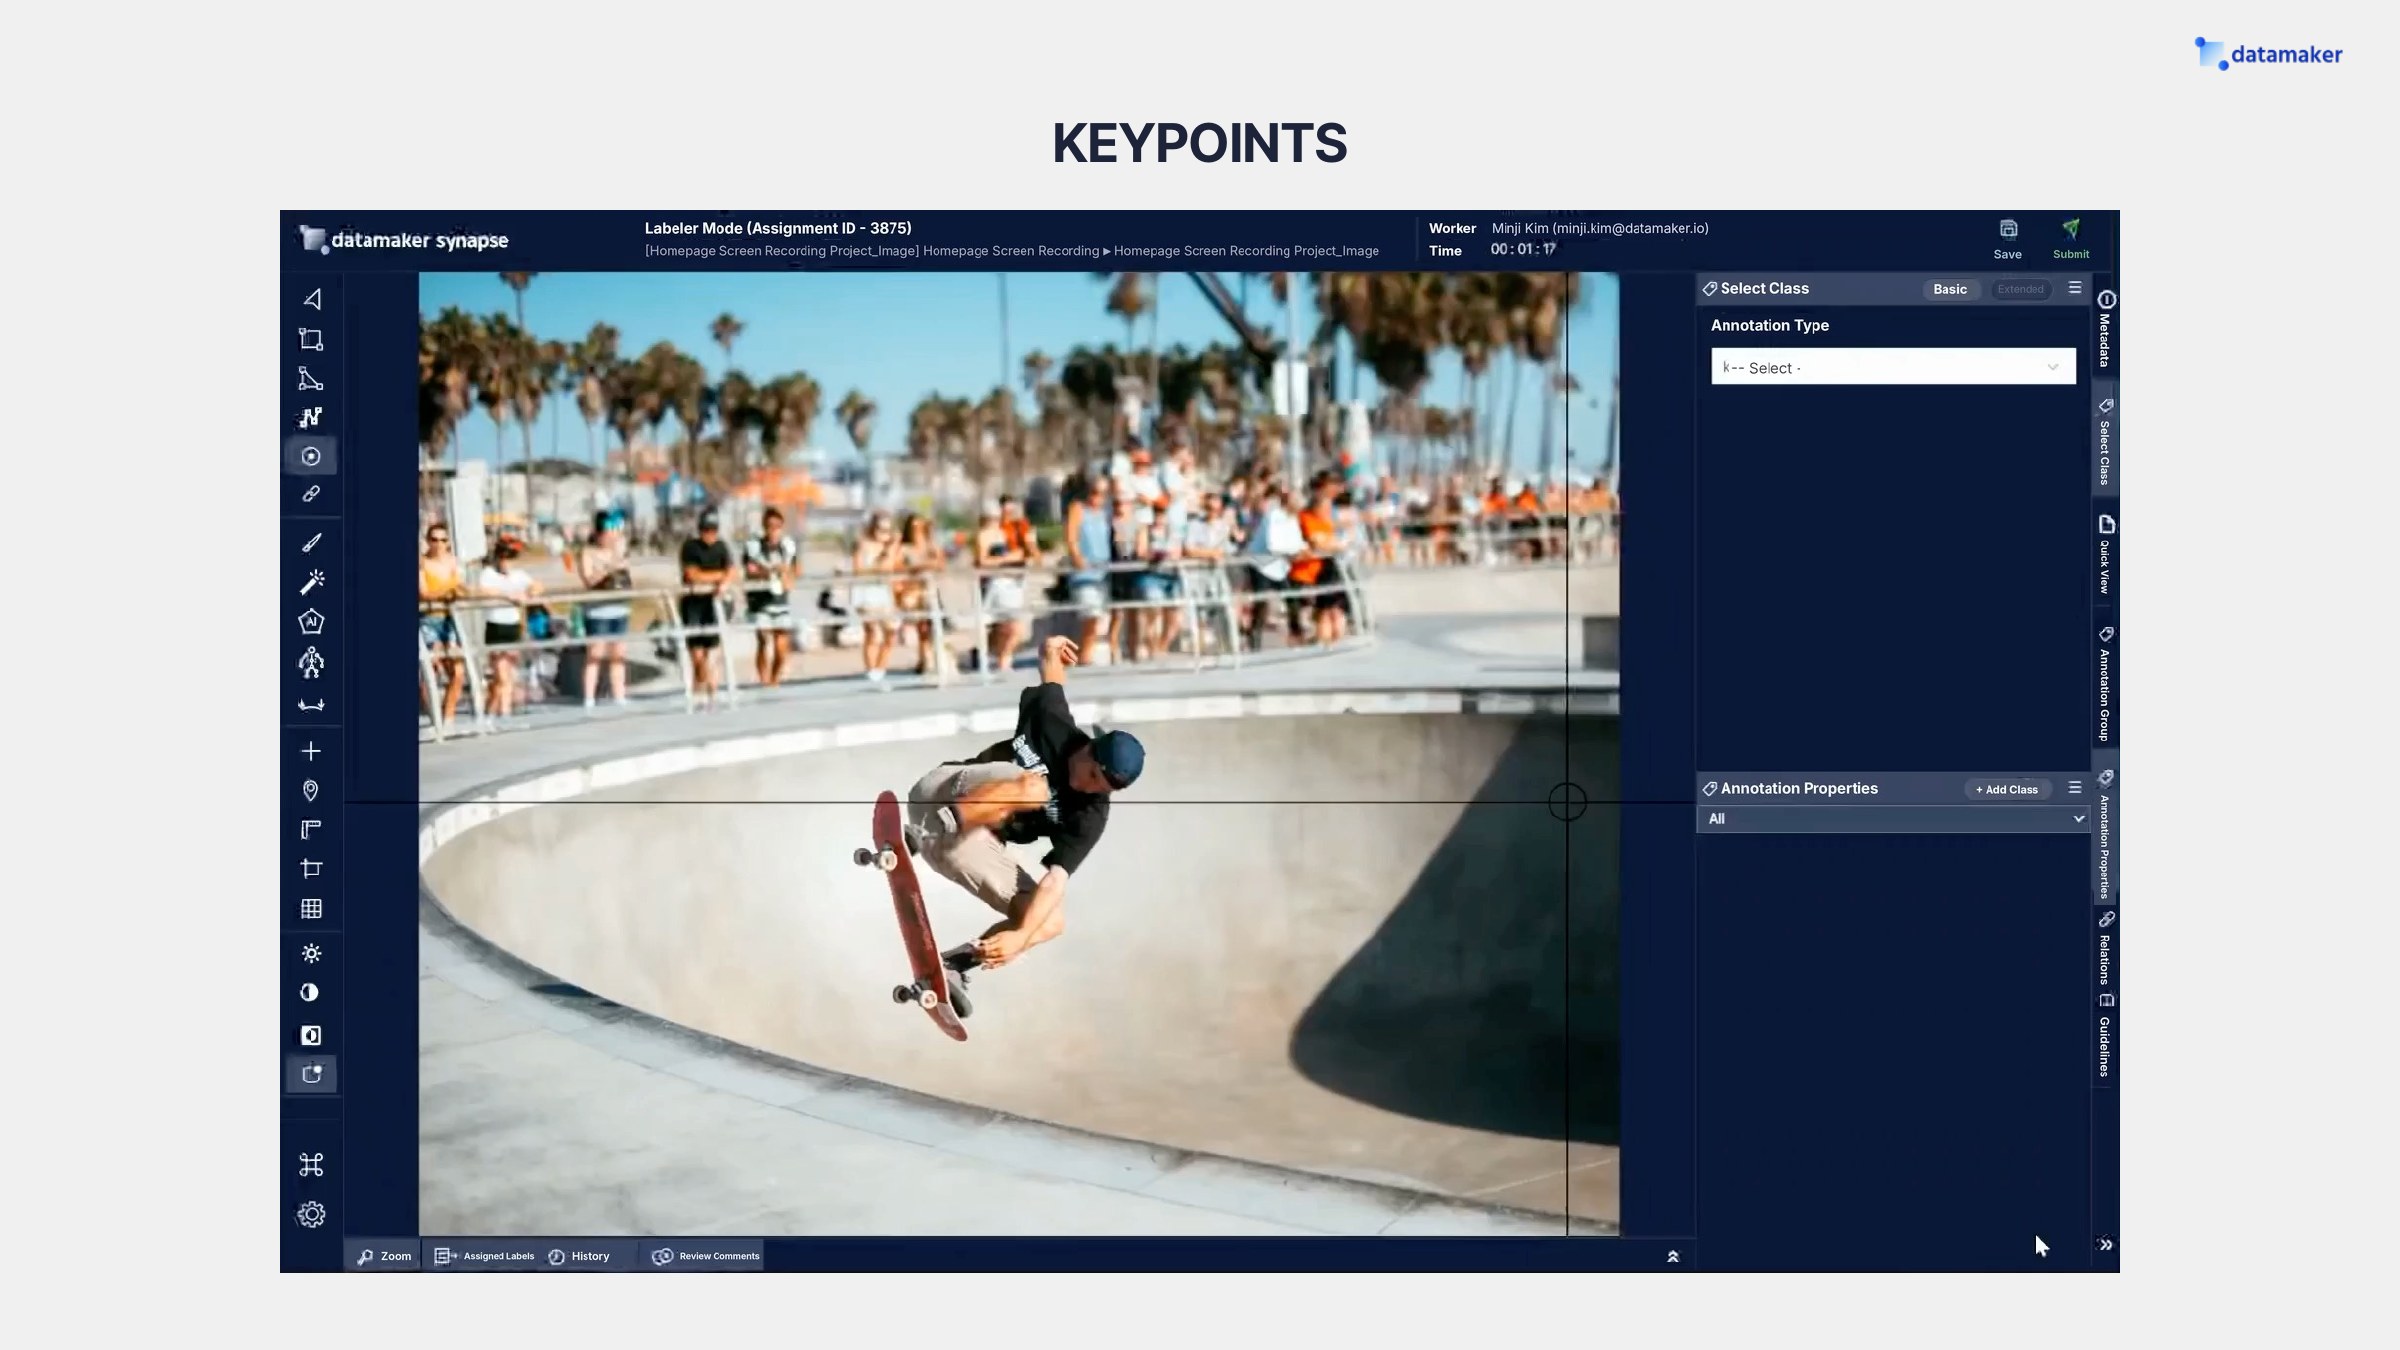 datamaker
KEYPOINTS
datamaker synapse
Labeler Mode (Assignment ID - 3875)
[Homepage Screen Recording Project_Image] Homepage Screen Recording ▸ Homepage Screen Recording Project_Image
Worker Minji Kim (minji.kim@datamaker.io)
Time 00:01:17
Save
Submit
Select Class
Basic
Extended
Annotation Type
-- Select -
Annotation Properties
+ Add Class
All
Metadata
Select Class
Quick View
Annotation Group
Annotation Properties
Relations
Guidelines
AI
Zoom
Assigned Labels
History
Review Comments